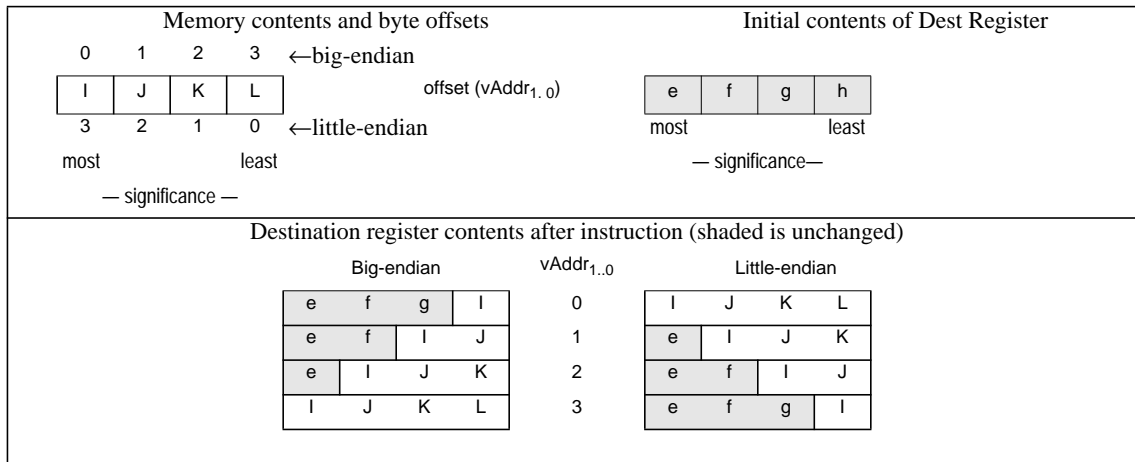 Memory contents and byte offsets
Initial contents of Dest Register
0 1 2 3 ←big-endian
I J K L
offset (vAddr1. 0)
e f g h
3 2 1 0 ←little-endian
most least
most least
— significance —
— significance—
Destination register contents after instruction (shaded is unchanged)
Big-endian vAddr1..0 Little-endian
e f g I 0 I J K L
e f I J 1 e I J K
e I J K 2 e f I J
I J K L 3 e f g I